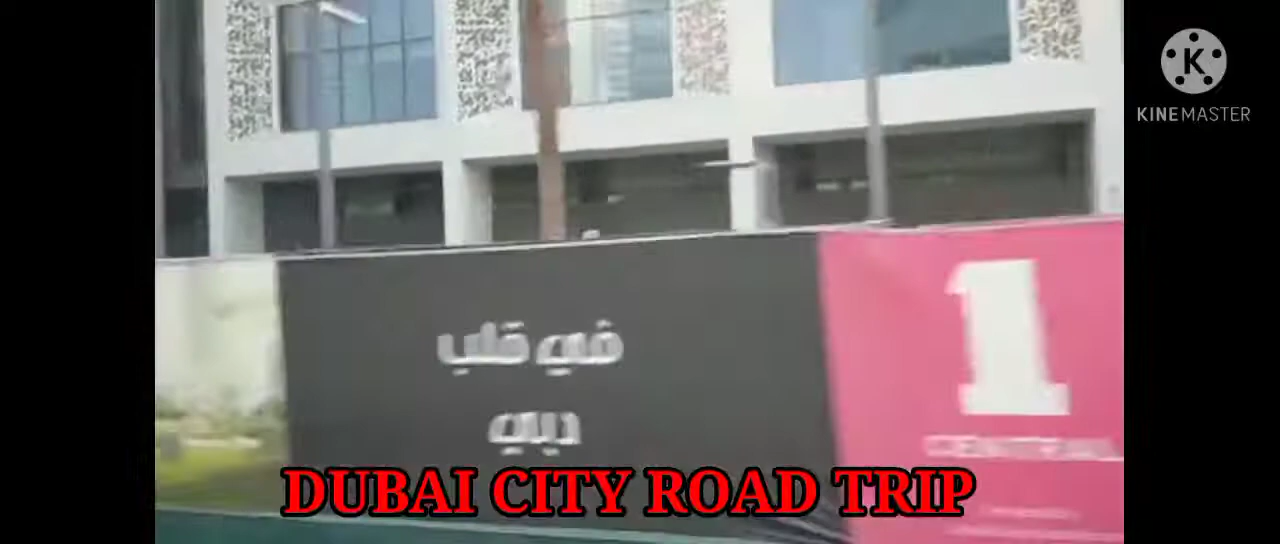 K
KINEMASTER
في قلب
دبي
1
CENTRAL
DUBAI CITY ROAD TRIP